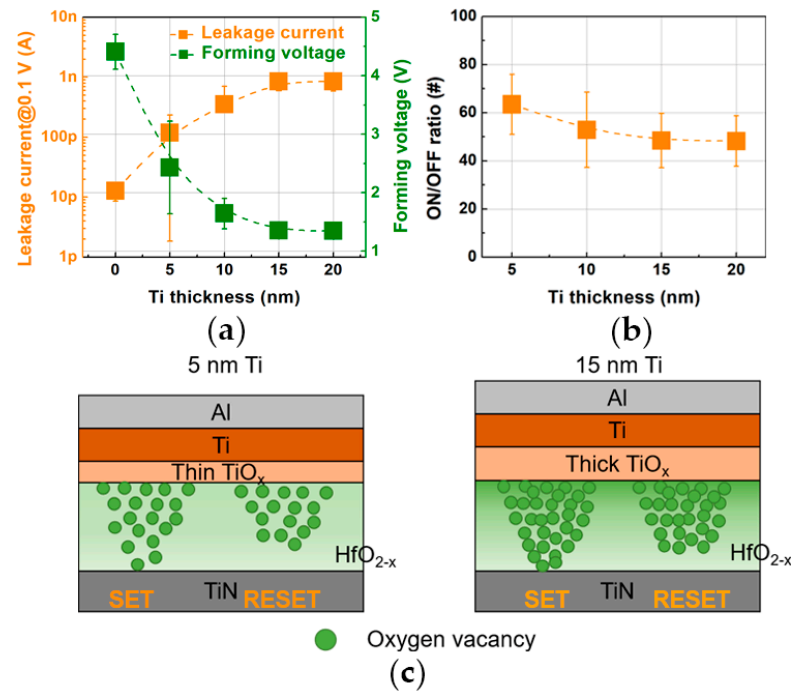 Leakage current
Forming voltage
Leakage current@0.1 V (A)
10n
1n
100p
10p
1p
5
4
3
2
1
Forming voltage (V)
0 5 10 15 20
Ti thickness (nm)
(a)
ON/OFF ratio (#)
100
80
60
40
20
0
5 10 15 20
Ti thickness (nm)
(b)
5 nm Ti
Al
Ti
Thin TiOx
HfO2-x
TiN
SET RESET
15 nm Ti
Al
Ti
Thick TiOx
HfO2-x
TiN
SET RESET
Oxygen vacancy
(c)